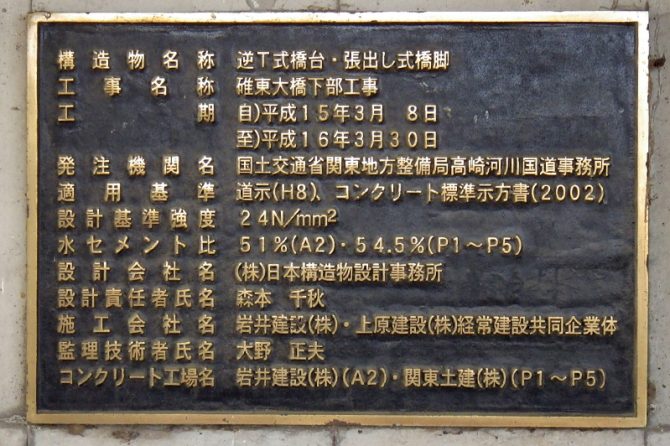 構造物名称 逆T式橋台・張出し式橋脚
工事名称 碓東大橋下部工事
工期 自)平成15年3月 8日
至)平成16年3月30日
発注機関名 国土交通省関東地方整備局高崎河川国道事務所
適用基準 道示(H8)、コンクリート標準示方書(2002)
設計基準強度 24N/mm²
水セメント比 51%(A2)・54.5%(P1～P5)
設計会社名 (株)日本構造物設計事務所
設計責任者氏名 森本 千秋
施工会社名 岩井建設(株)・上原建設(株)経常建設共同企業体
監理技術者氏名 大野 正夫
コンクリート工場名 岩井建設(株)(A2)・関東土建(株)(P1～P5)